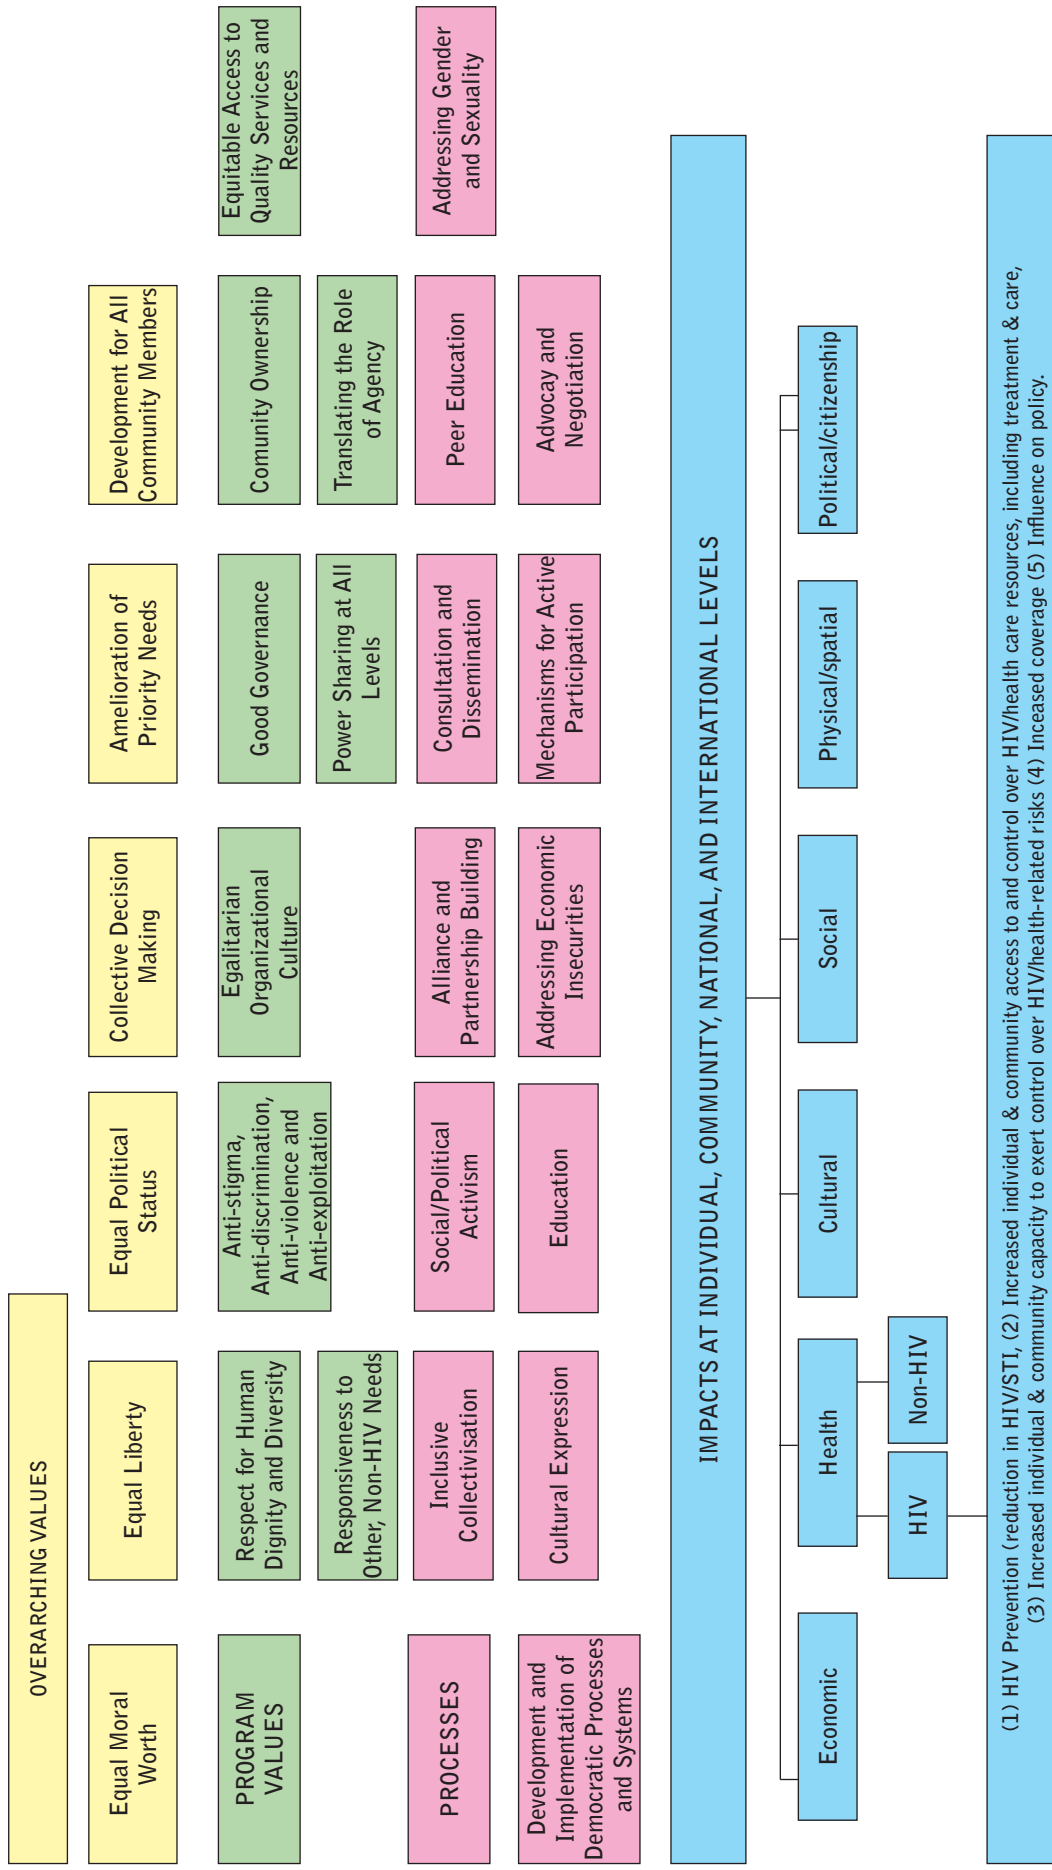 OVERARCHING VALUES
Equal Moral
Worth
Equal Liberty
Equal Political
Status
Collective Decision
Making
Amelioration of
Priority Needs
Development for All
Community Members
PROGRAM
VALUES
Respect for Human
Dignity and Diversity
Anti-stigma,
Anti-discrimination,
Anti-violence and
Anti-exploitation
Egalitarian
Organizational
Culture
Good Governance
Comunity Ownership
Equitable Access to
Quality Services and
Resources
Responsiveness to
Other, Non-HIV Needs
Power Sharing at All
Levels
Translating the Role
of Agency
PROCESSES
Inclusive
Collectivisation
Social/Political
Activism
Alliance and
Partnership Building
Consultation and
Dissemination
Peer Education
Addressing Gender
and Sexuality
Development and
Implementation of
Democratic Processes
and Systems
Cultural Expression
Education
Addressing Economic
Insecurities
Mechanisms for Active
Participation
Advocay and
Negotiation
IMPACTS AT INDIVIDUAL, COMMUNITY, NATIONAL, AND INTERNATIONAL LEVELS
Economic
Health
Cultural
Social
Physical/spatial
Political/citizenship
HIV
Non-HIV
(1) HIV Prevention (reduction in HIV/STI, (2) Increased individual & community access to and control over HIV/health care resources, including treatment & care,
(3) Increased individual & community capacity to exert control over HIV/health-related risks (4) Inceased coverage (5) Influence on policy.